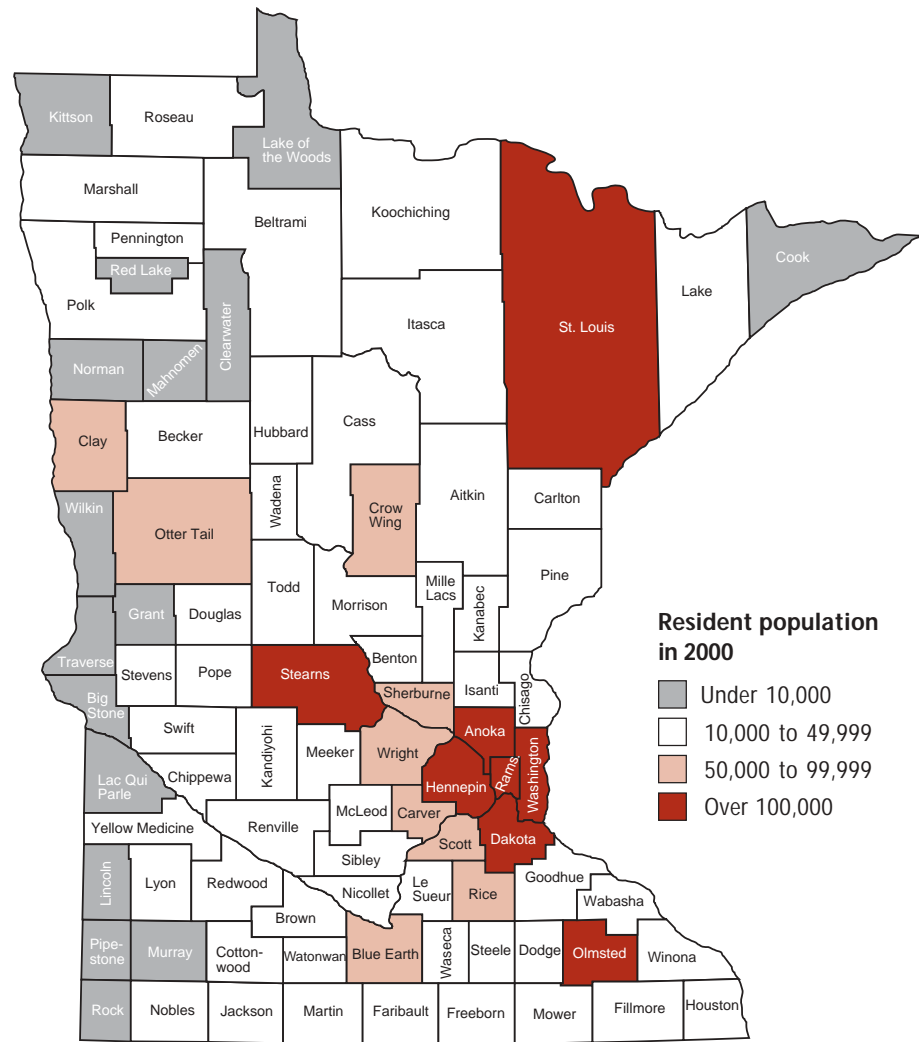 Kittson
Roseau
Lake of
the Woods
Marshall
Beltrami
Koochiching
Pennington
Red Lake
Polk
Clearwater
Itasca
St. Louis
Lake
Cook
Norman
Mahnomen
Clay
Becker
Hubbard
Cass
Wadena
Crow
Wing
Aitkin
Carlton
Wilkin
Otter Tail
Todd
Morrison
Mille
Lacs
Kanabec
Pine
Grant
Douglas
Traverse
Stevens
Pope
Stearns
Benton
Sherburne
Isanti
Chisago
Big
Stone
Swift
Kandiyohi
Meeker
Wright
Anoka
Hennepin
Rams.
Washington
Lac Qui
Parle
Chippewa
Yellow Medicine
Renville
McLeod
Carver
Scott
Dakota
Sibley
Lincoln
Lyon
Redwood
Nicollet
Le
Sueur
Rice
Goodhue
Wabasha
Brown
Pipe-
stone
Murray
Cotton-
wood
Watonwan
Blue Earth
Waseca
Steele
Dodge
Olmsted
Winona
Rock
Nobles
Jackson
Martin
Faribault
Freeborn
Mower
Fillmore
Houston
Resident population
in 2000
Under 10,000
10,000 to 49,999
50,000 to 99,999
Over 100,000